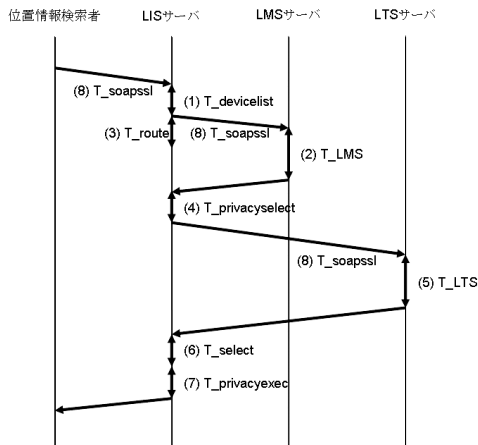 位置情報検索者 LISサーバ LMSサーバ LTSサーバ
(8) T_soapssl
(1) T_devicelist
(3) T_route
(8) T_soapssl
(2) T_LMS
(4) T_privacyselect
(8) T_soapssl
(5) T_LTS
(6) T_select
(7) T_privacyexec